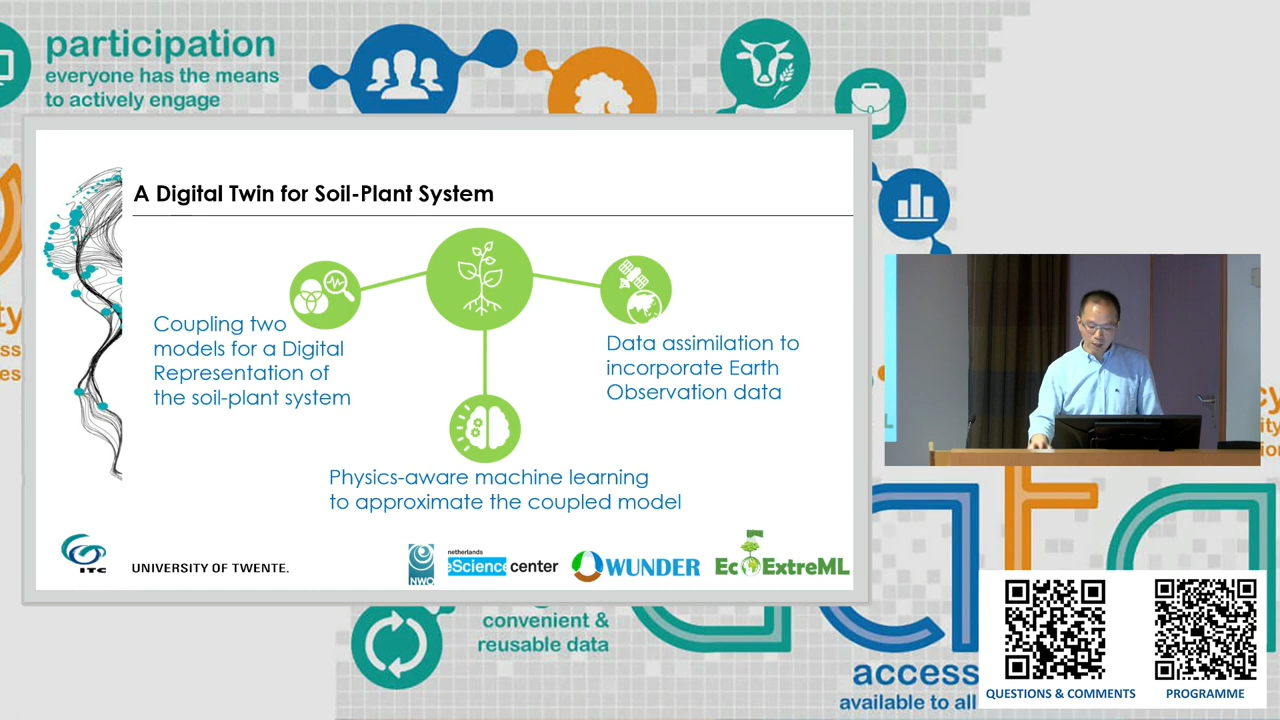 participation
everyone has the means
to actively engage
A Digital Twin for Soil-Plant System
Coupling two
models for a Digital
Representation of
the soil-plant system
Data assimilation to
incorporate Earth
Observation data
Physics-aware machine learning
to approximate the coupled model
ITC
UNIVERSITY OF TWENTE.
NWO
netherlands
eScience center
WUNDER
EcoExtreML
convenient &
reusable data
access
available to all
QUESTIONS & COMMENTS
PROGRAMME